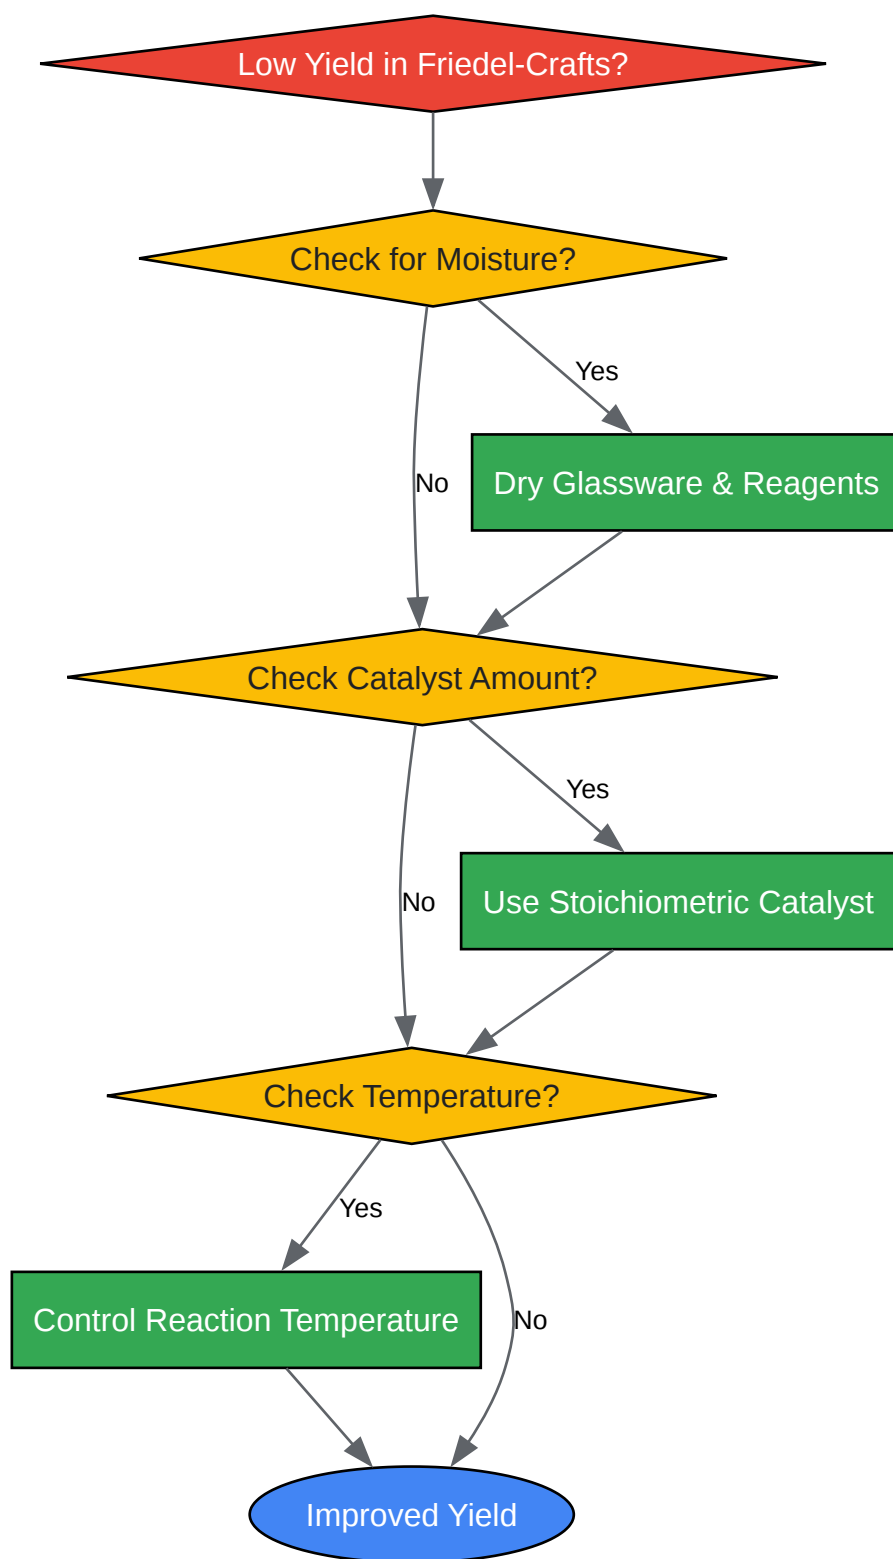 Low Yield in Friedel-Crafts?
Check for Moisture?
Yes
No
Dry Glassware & Reagents
Check Catalyst Amount?
Yes
No
Use Stoichiometric Catalyst
Check Temperature?
Yes
Control Reaction Temperature
No
Improved Yield